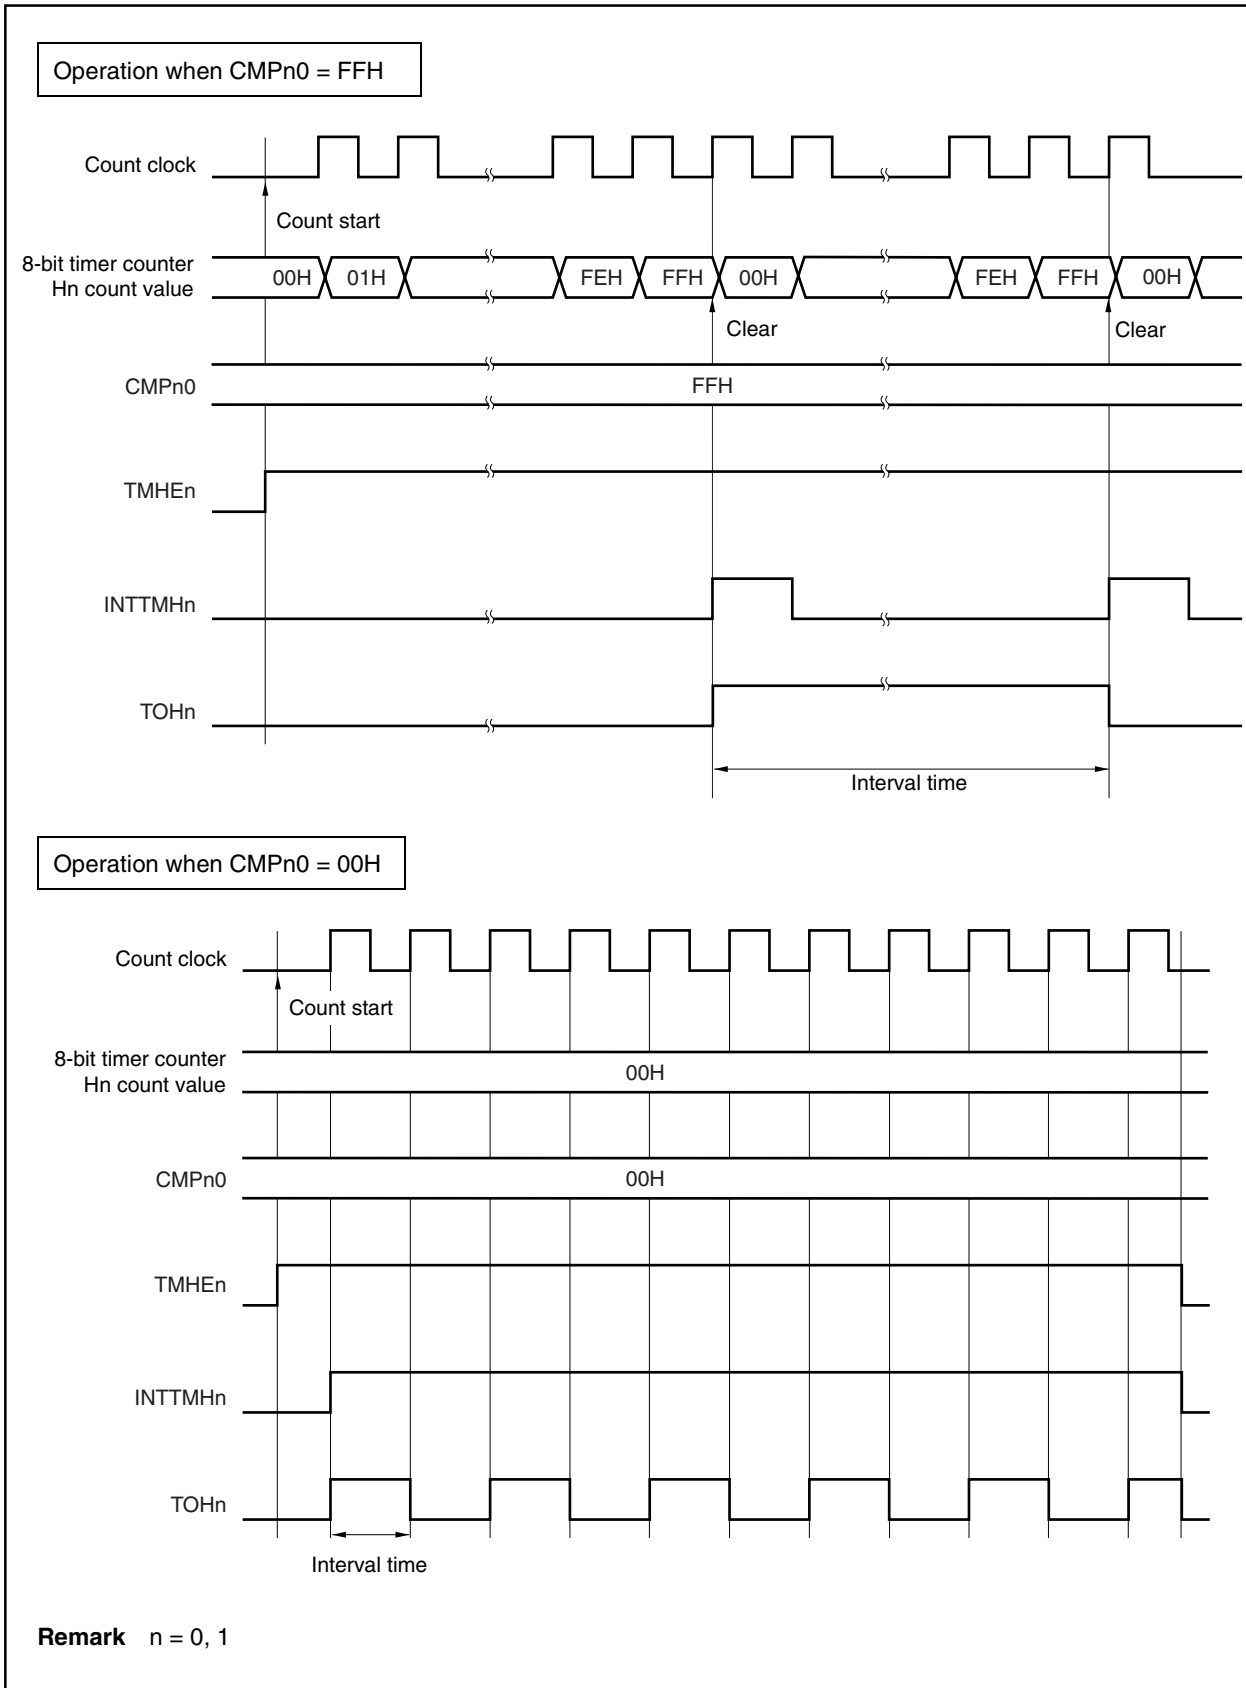 Operation when CMPn0 = FFH
Count clock
Count start
8-bit timer counter
Hn count value
00H 01H FEH FFH 00H FEH FFH 00H
Clear Clear
CMPn0 FFH
TMHEn
INTTMHn
TOHn
Interval time
Operation when CMPn0 = 00H
Count clock
Count start
8-bit timer counter
Hn count value
00H
CMPn0 00H
TMHEn
INTTMHn
TOHn
Interval time
Remark n = 0, 1